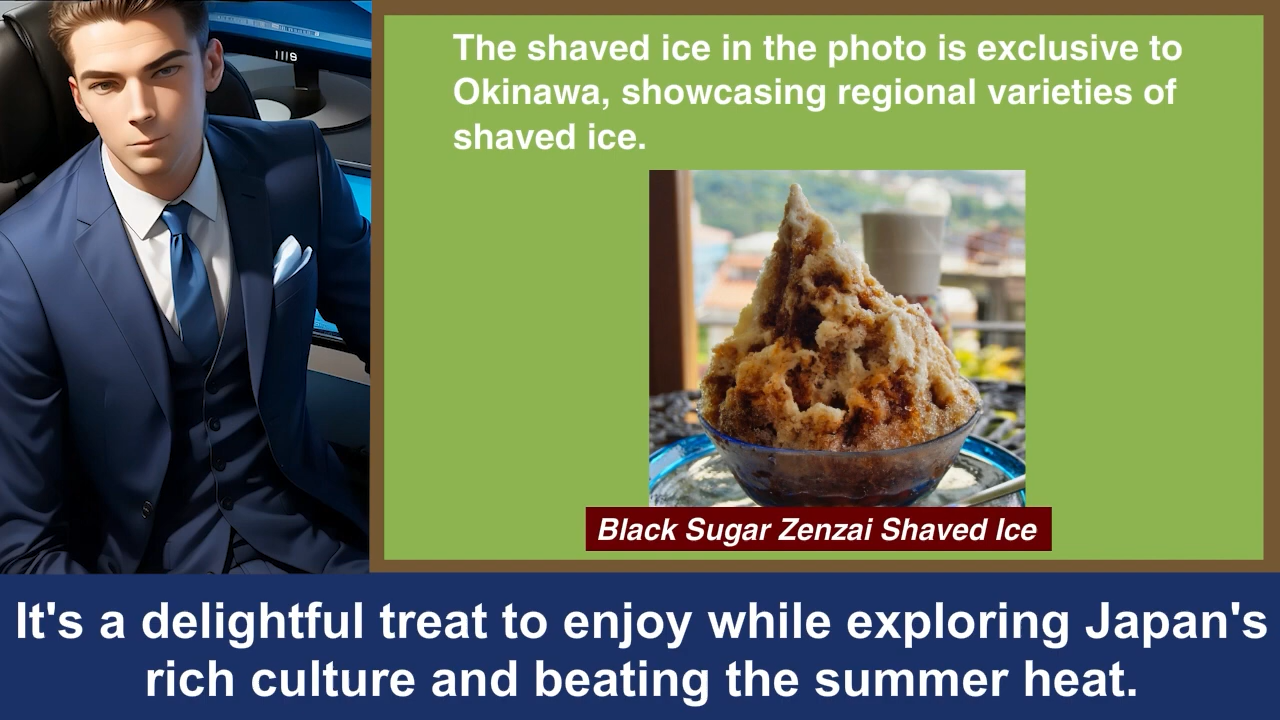 119
The shaved ice in the photo is exclusive to
Okinawa, showcasing regional varieties of
shaved ice.
Black Sugar Zenzai Shaved Ice
It's a delightful treat to enjoy while exploring Japan's
rich culture and beating the summer heat.